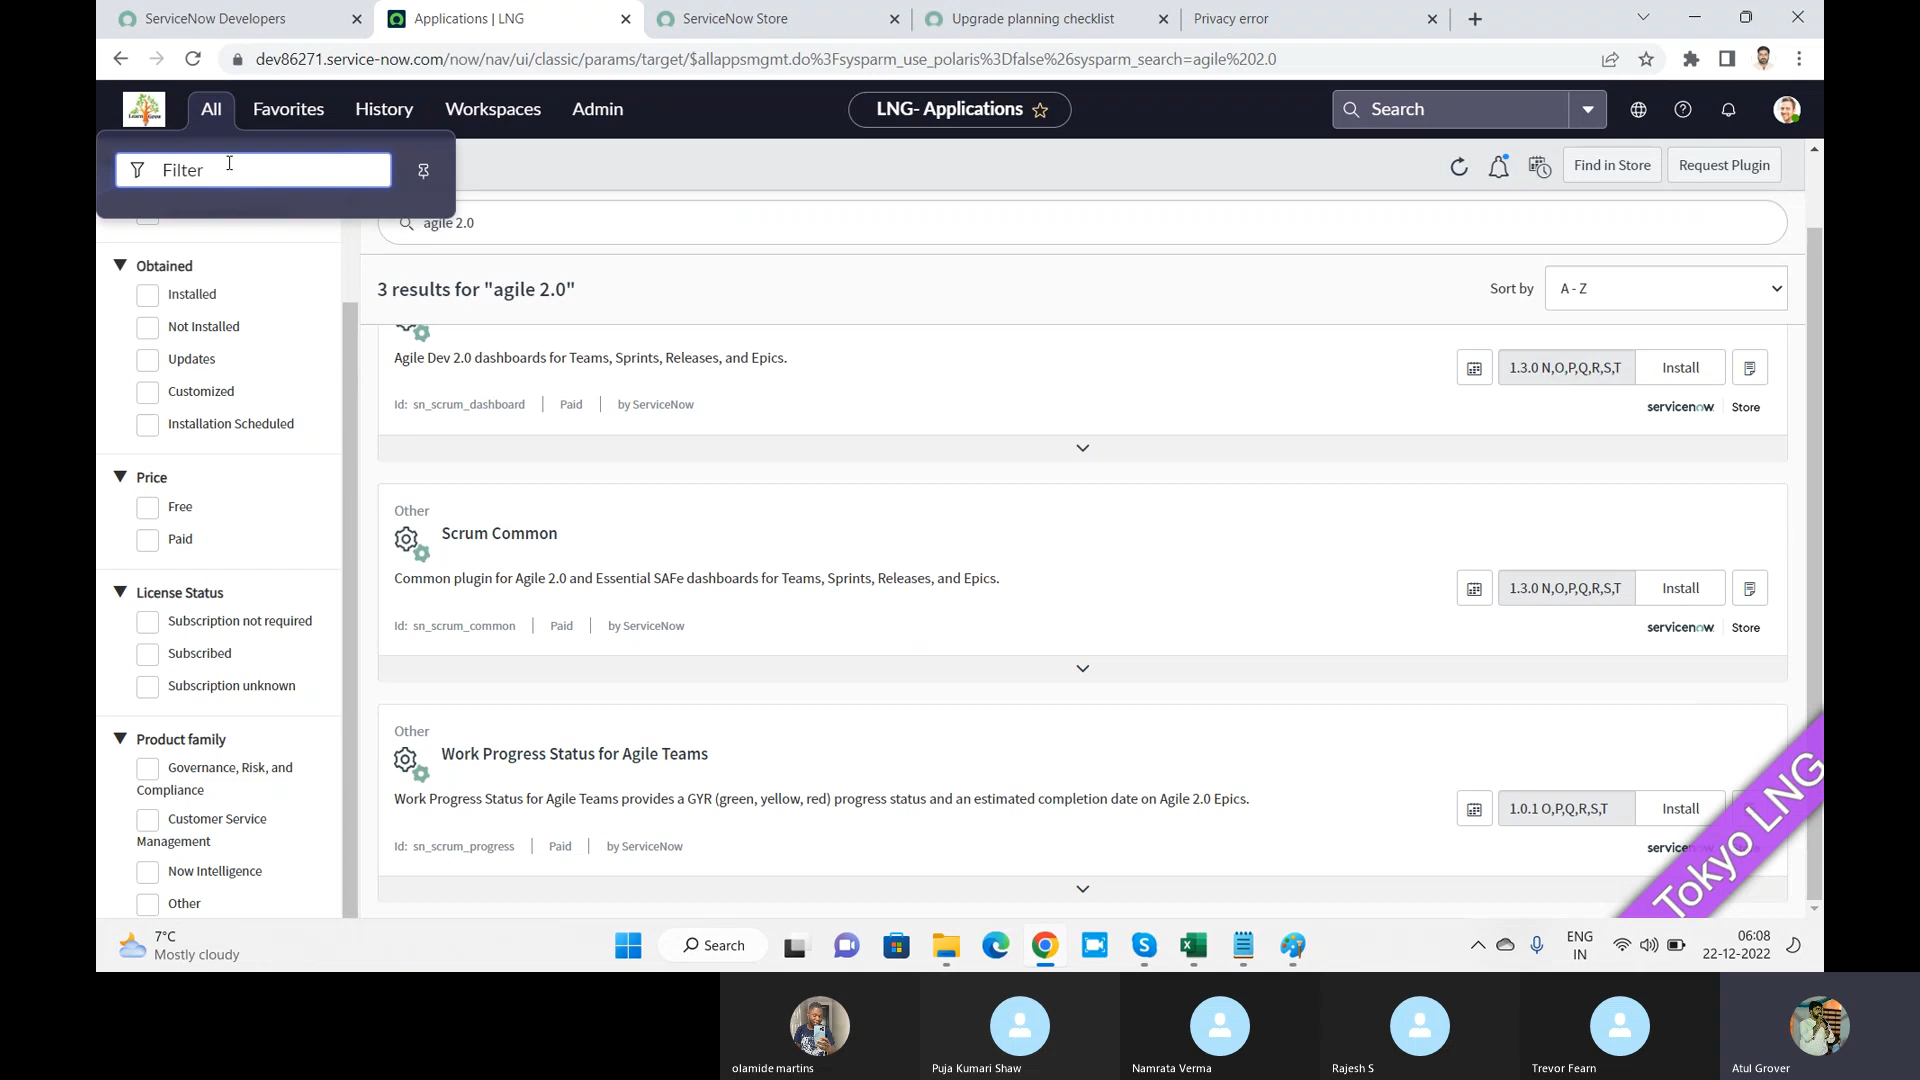 ServiceNow Developers
Applications | LNG
ServiceNow Store
Upgrade planning checklist
Privacy error
dev86271.service-now.com/now/nav/ui/classic/params/target/$allappsmgmt.do%3Fsysparm_use_polaris%3Dfalse%26sysparm_search=agile%202.0
All
Favorites
History
Workspaces
Admin
LNG- Applications
Search
Filter
Find in Store
Request Plugin
agile 2.0
3 results for "agile 2.0"
Sort by
A - Z
Obtained
Installed
Not Installed
Updates
Customized
Installation Scheduled
Price
Free
Paid
License Status
Subscription not required
Subscribed
Subscription unknown
Product family
Governance, Risk, and
Compliance
Customer Service
Management
Now Intelligence
Other
Agile Dev 2.0 dashboards for Teams, Sprints, Releases, and Epics.
1.3.0 N,O,P,Q,R,S,T
Install
Id: sn_scrum_dashboard
Paid
by ServiceNow
servicenow
Store
Other
Scrum Common
Common plugin for Agile 2.0 and Essential SAFe dashboards for Teams, Sprints, Releases, and Epics.
1.3.0 N,O,P,Q,R,S,T
Install
Id: sn_scrum_common
Paid
by ServiceNow
servicenow
Store
Other
Work Progress Status for Agile Teams
Work Progress Status for Agile Teams provides a GYR (green, yellow, red) progress status and an estimated completion date on Agile 2.0 Epics.
1.0.1 O,P,Q,R,S,T
Install
Id: sn_scrum_progress
Paid
by ServiceNow
Tokyo LNG
7°C
Mostly cloudy
Search
ENG
IN
06:08
22-12-2022
olamide martins
Puja Kumari Shaw
Namrata Verma
Rajesh S
Trevor Fearn
Atul Grover